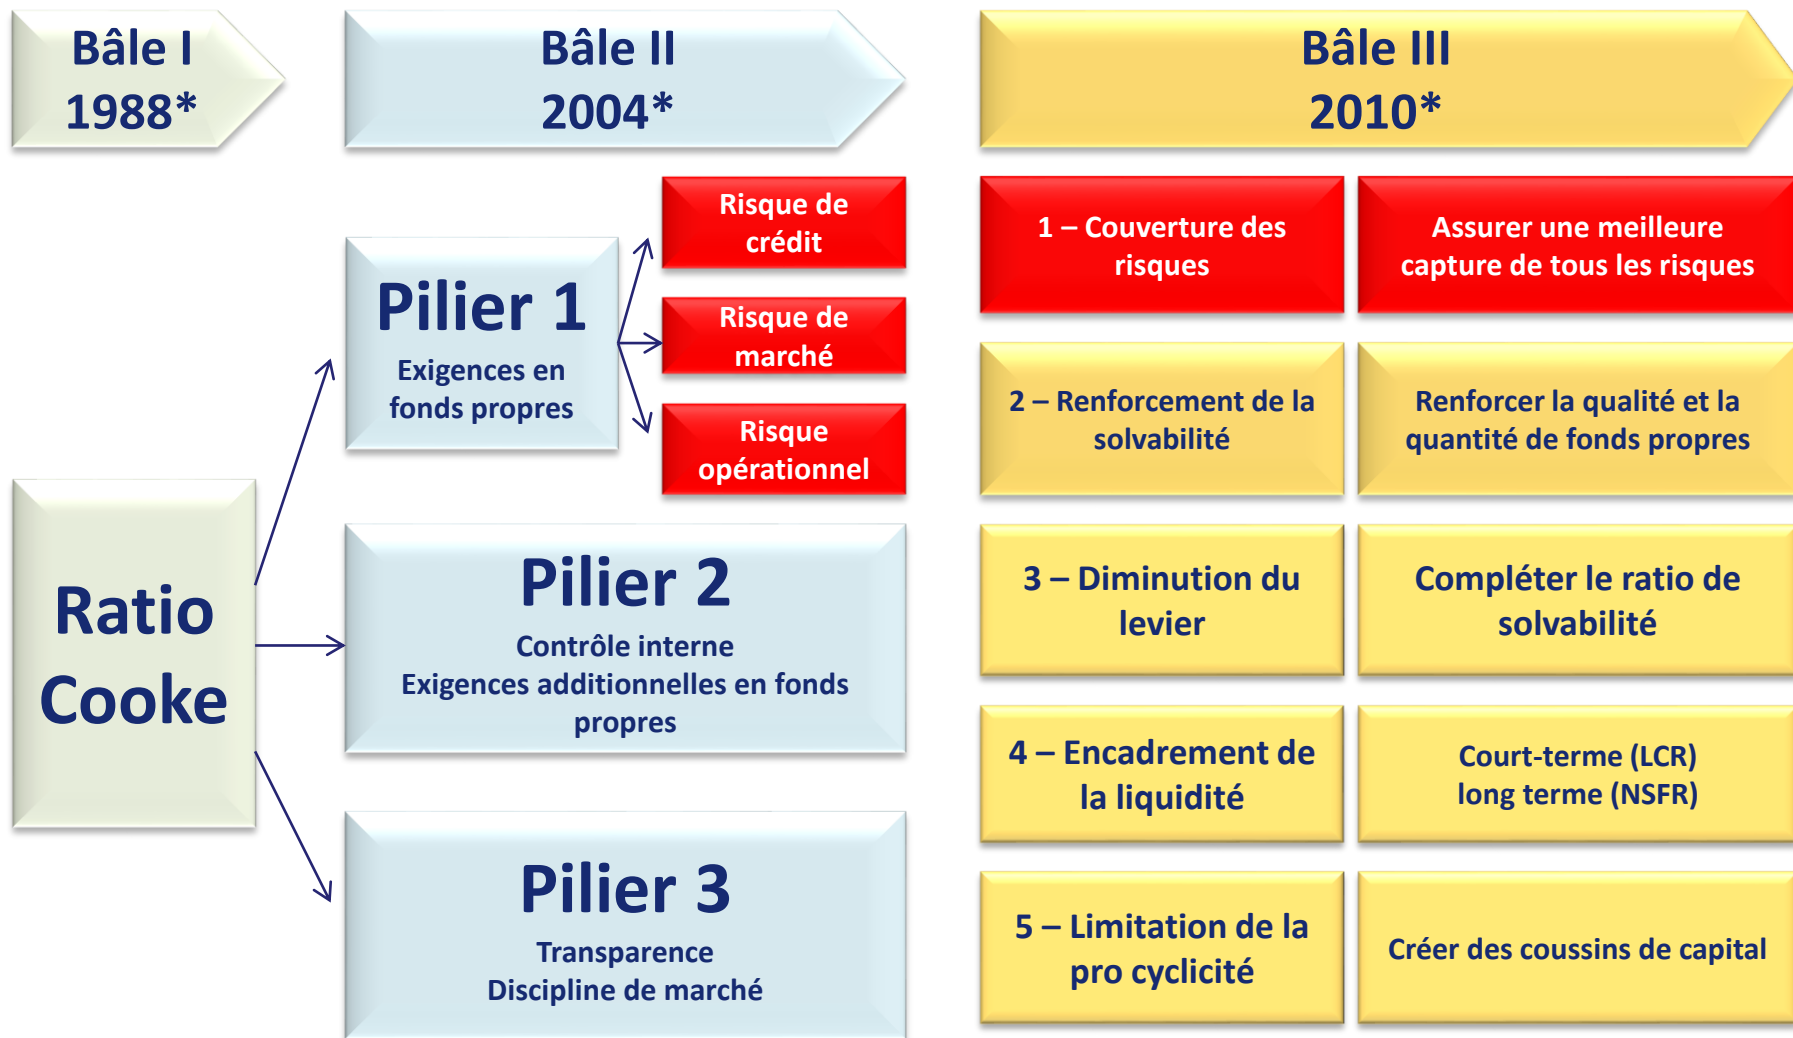 Bâle I
1988*
Bâle II
2004*
Bâle III
2010*
Ratio
Cooke
Pilier 1
Exigences en
fonds propres
Risque de
crédit
Risque de
marché
Risque
opérationnel
Pilier 2
Contrôle interne
Exigences additionnelles en fonds
propres
Pilier 3
Transparence
Discipline de marché
1 – Couverture des
risques
Assurer une meilleure
capture de tous les risques
2 – Renforcement de la
solvabilité
Renforcer la qualité et la
quantité de fonds propres
3 – Diminution du
levier
Compléter le ratio de
solvabilité
4 – Encadrement de
la liquidité
Court-terme (LCR)
long terme (NSFR)
5 – Limitation de la
pro cyclicité
Créer des coussins de capital